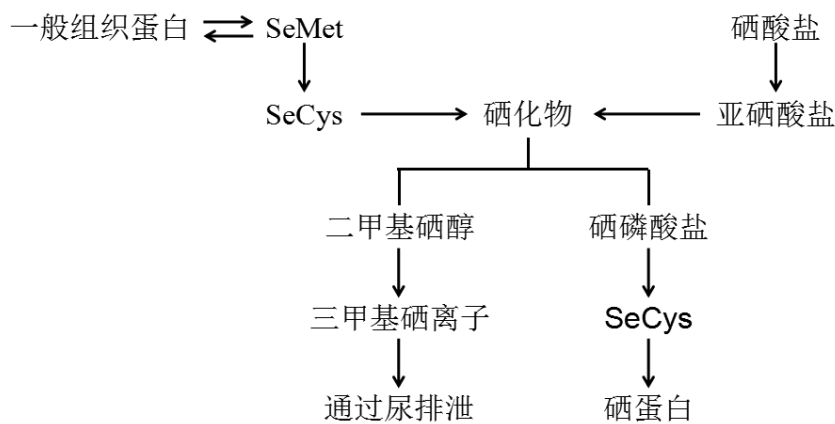 一般组织蛋白 SeMet 硒酸盐
SeCys 硒化物 亚硒酸盐
二甲基硒醇 硒磷酸盐
三甲基硒离子 SeCys
通过尿排泄 硒蛋白